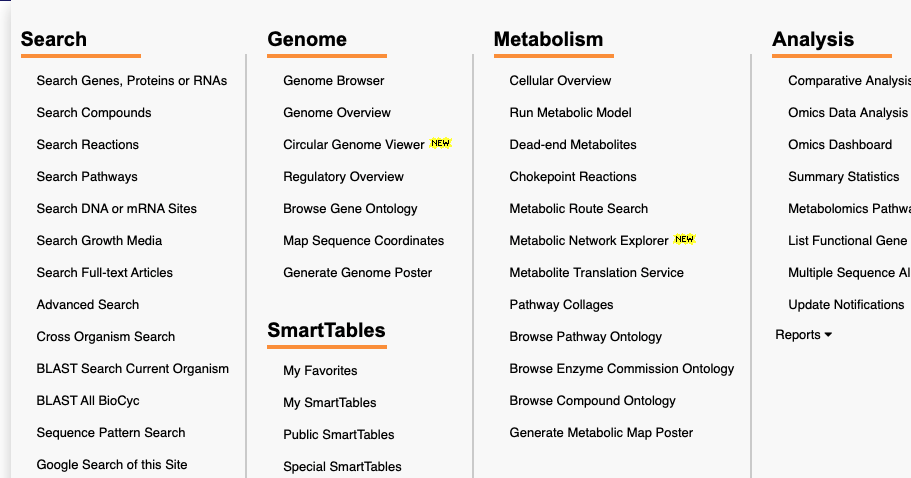 Search
Search Genes, Proteins or RNAs
Search Compounds
Search Reactions
Search Pathways
Search DNA or mRNA Sites
Search Growth Media
Search Full-text Articles
Advanced Search
Cross Organism Search
BLAST Search Current Organism
BLAST All BioCyc
Sequence Pattern Search
Google Search of this Site
Genome
Genome Browser
Genome Overview
Circular Genome Viewer NEW
Regulatory Overview
Browse Gene Ontology
Map Sequence Coordinates
Generate Genome Poster
SmartTables
My Favorites
My SmartTables
Public SmartTables
Special SmartTables
Metabolism
Cellular Overview
Run Metabolic Model
Dead-end Metabolites
Chokepoint Reactions
Metabolic Route Search
Metabolic Network Explorer NEW
Metabolite Translation Service
Pathway Collages
Browse Pathway Ontology
Browse Enzyme Commission Ontology
Browse Compound Ontology
Generate Metabolic Map Poster
Analysis
Comparative Analysis
Omics Data Analysis
Omics Dashboard
Summary Statistics
Metabolomics Pathwa
List Functional Gene
Multiple Sequence Al
Update Notifications
Reports